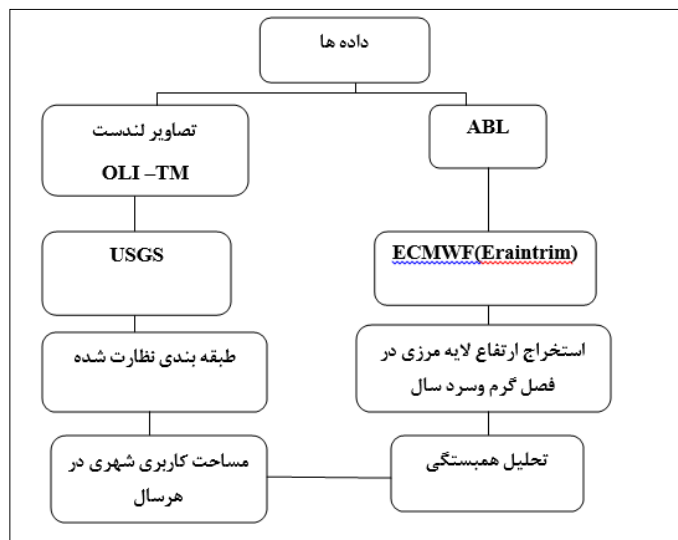 داده ها
تصاویر لندست
OLI –TM
ABL
USGS
ECMWF(Eraintrim)
طبقه بندی نظارت شده
استخراج ارتفاع لایه مرزی در
فصل گرم وسرد سال
مساحت کاربری شهری در
هرسال
تحلیل همبستگی